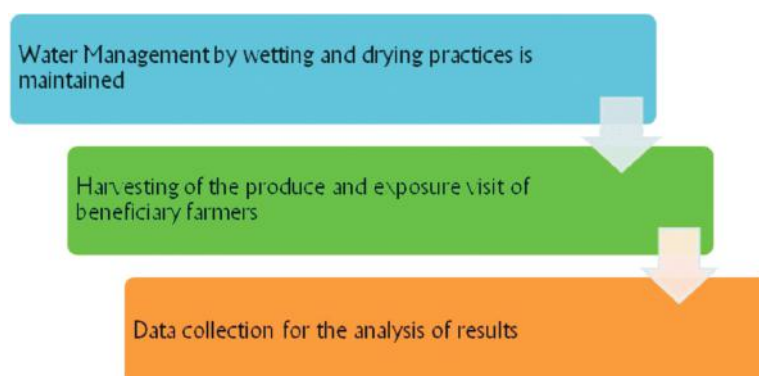 Water Management by wetting and drying practices is
maintained
Harvesting of the produce and exposure visit of
beneficiary farmers
Data collection for the analysis of results